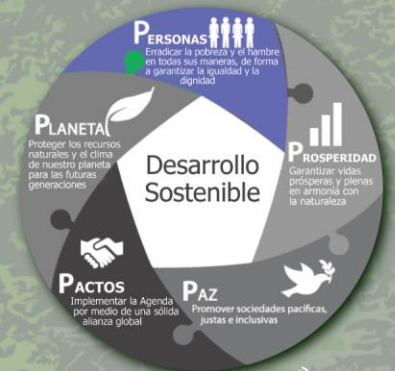 PERSONAS
Erradicar la pobreza y el hambre
en todas sus maneras, de forma
a garantizar la igualdad y la
dignidad
PLANETA
Proteger los recursos
naturales y el clima
de nuestro planeta
para las futuras
generaciones
PROSPERIDAD
Garantizar vidas
prósperas y plenas
en armonía con
la naturaleza
Desarrollo
Sostenible
PACTOS
Implementar la Agenda
por medio de una sólida
alianza global
PAZ
Promover sociedades pacíficas,
justas e inclusivas